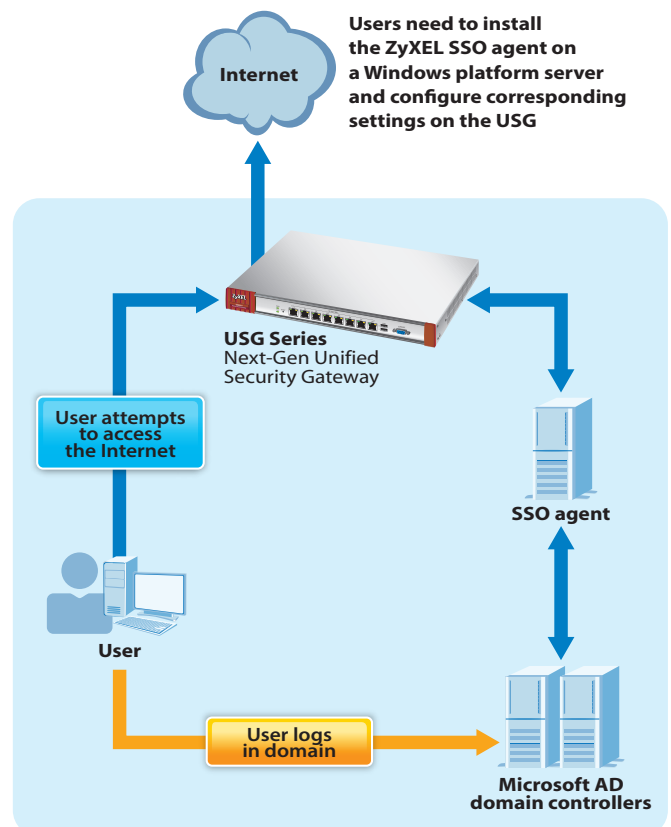 Users need to install
the ZyXEL SSO agent on
a Windows platform server
and configure corresponding
settings on the USG
Internet
ZyXEL
USG Series
Next-Gen Unified
Security Gateway
User attempts
to access
the Internet
SSO agent
User
User logs
in domain
Microsoft AD
domain controllers